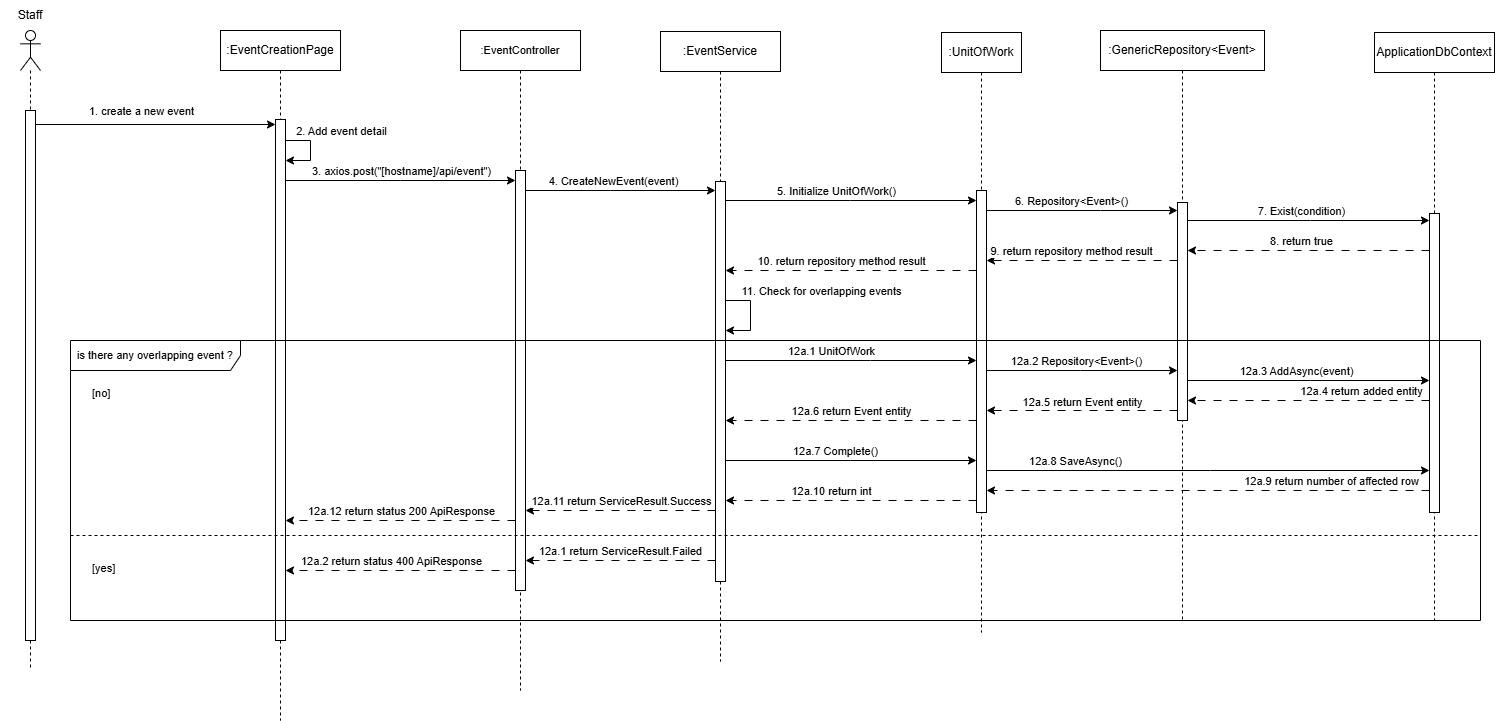 Staff
:EventCreationPage
:EventController
:EventService
:UnitOfWork
:GenericRepository<Event>
ApplicationDbContext
1. create a new event
2. Add event detail
3. axios.post("[hostname]/api/event")
4. CreateNewEvent(event)
5. Initialize UnitOfWork()
6. Repository<Event>()
7. Exist(condition)
8. return true
9. return repository method result
10. return repository method result
11. Check for overlapping events
is there any overlapping event ?
[no]
12a.1 UnitOfWork
12a.2 Repository<Event>()
12a.3 AddAsync(event)
12a.4 return added entity
12a.5 return Event entity
12a.6 return Event entity
12a.7 Complete()
12a.8 SaveAsync()
12a.9 return number of affected row
12a.10 return int
12a.11 return ServiceResult.Success
12a.12 return status 200 ApiResponse
[yes]
12a.1 return ServiceResult.Failed
12a.2 return status 400 ApiResponse